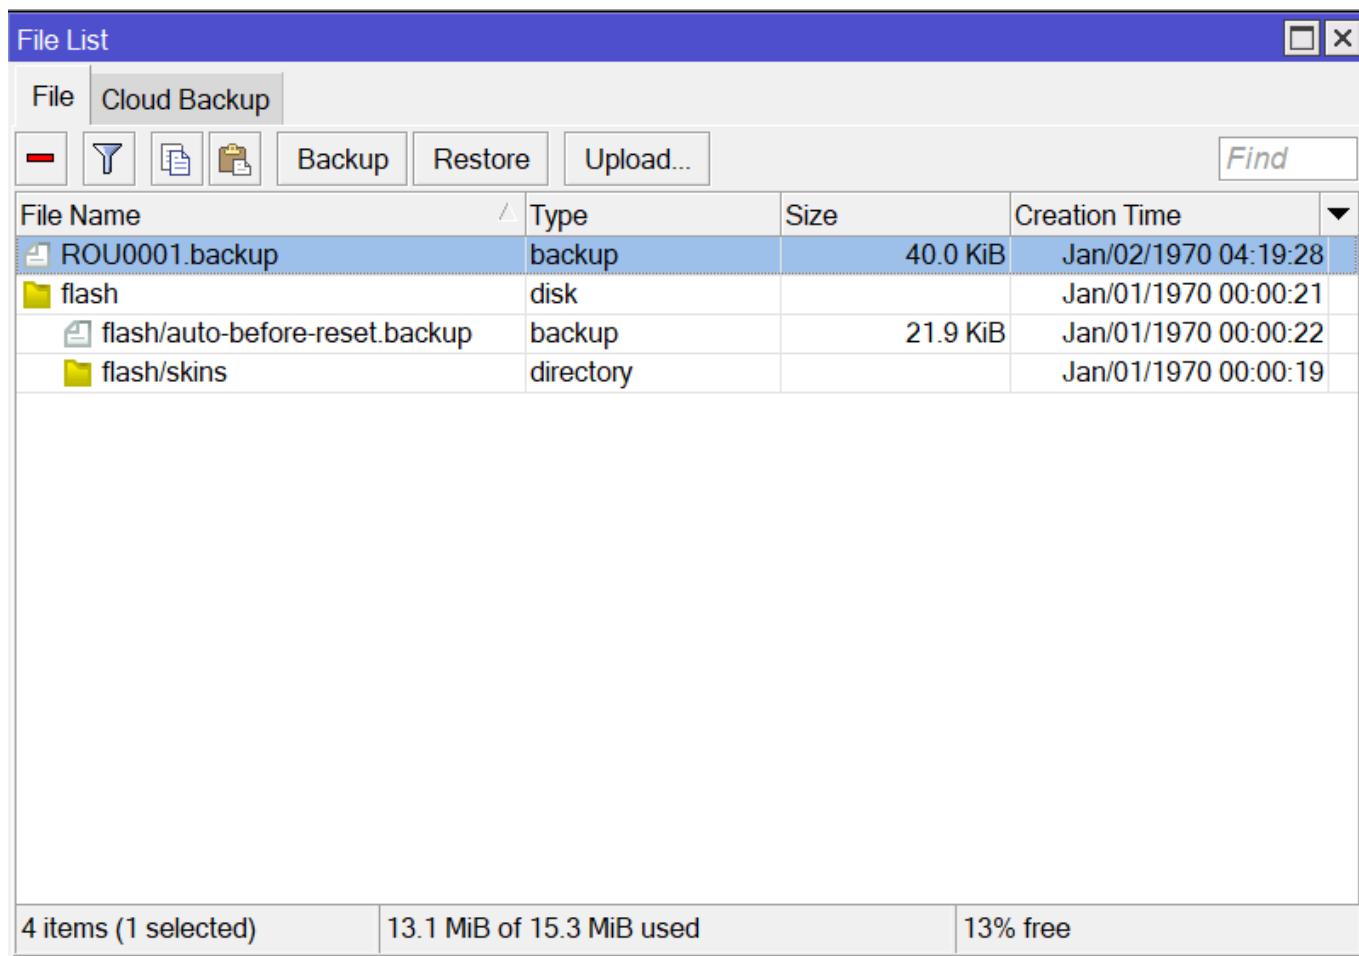 File List
File Cloud Backup
Backup Restore Upload... Find
File Name Type Size Creation Time
ROU0001.backup backup 40.0 KiB Jan/02/1970 04:19:28
flash disk Jan/01/1970 00:00:21
flash/auto-before-reset.backup backup 21.9 KiB Jan/01/1970 00:00:22
flash/skins directory Jan/01/1970 00:00:19
4 items (1 selected) 13.1 MiB of 15.3 MiB used 13% free